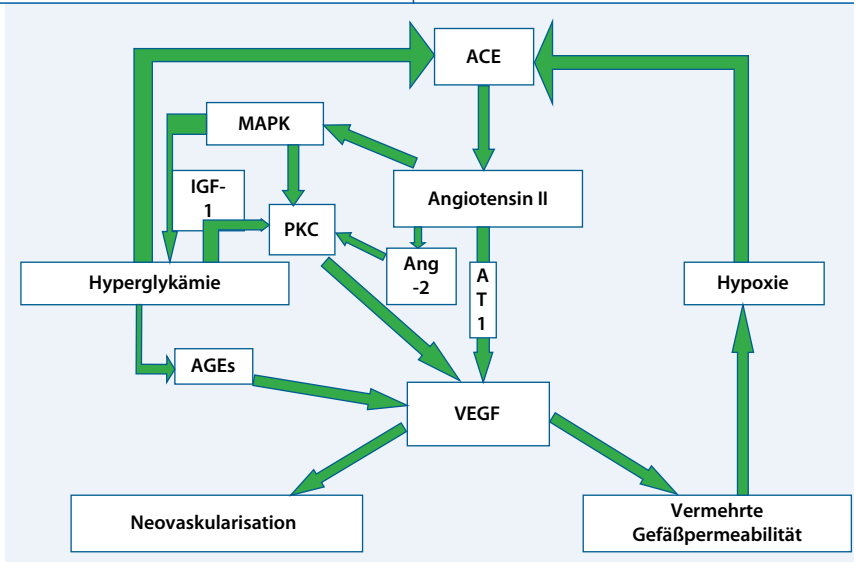 ACE
MAPK
IGF-
1
Angiotensin II
PKC
Ang
-2
A
T
1
Hyperglykämie
Hypoxie
AGEs
VEGF
Neovaskularisation
Vermehrte
Gefäßpermeabilität